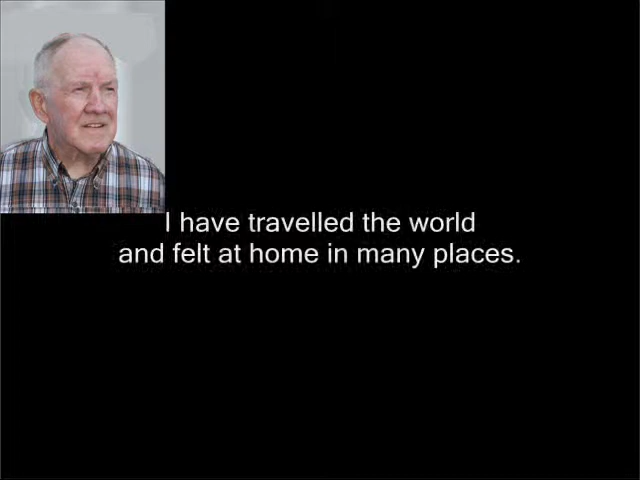 I have travelled the world
and felt at home in many places.